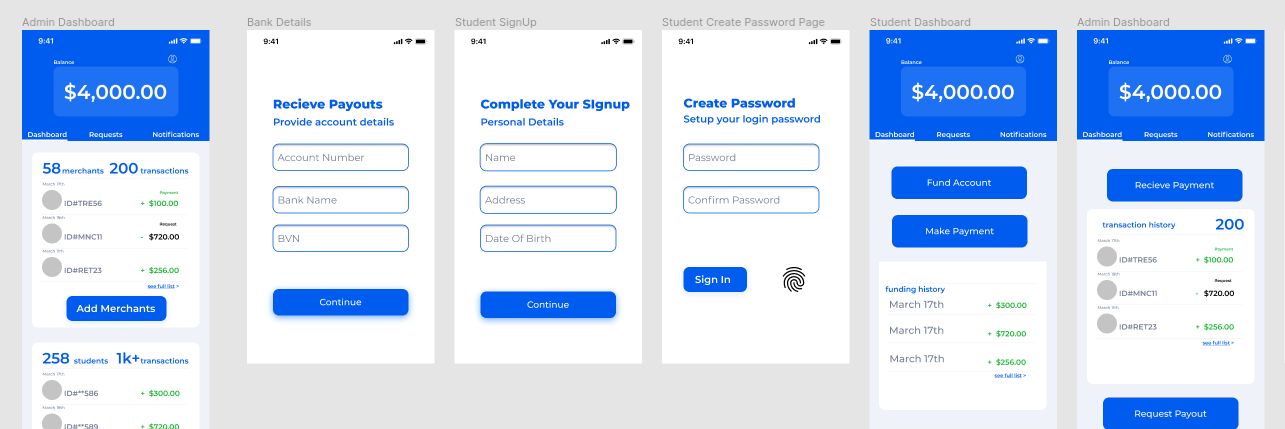 Admin Dashboard
9:41
Balance
$4,000.00
Dashboard Requests Notifications
58 merchants 200 transactions
March 17th
Payment
ID#TRE56 + $100.00
March 16th
Request
ID#MNC11 - $720.00
March 11th
ID#RET23 + $256.00
see full list >
Add Merchants
258 students 1k+ transactions
March 17th
ID#**586 + $300.00
March 16th
ID#**589 + $720.00
Bank Details
9:41
Recieve Payouts
Provide account details
Account Number
Bank Name
BVN
Continue
Student SignUp
9:41
Complete Your SIgnup
Personal Details
Name
Address
Date Of Birth
Continue
Student Create Password Page
9:41
Create Password
Setup your login password
Password
Confirm Password
Sign In
Student Dashboard
9:41
Balance
$4,000.00
Dashboard Requests Notifications
Fund Account
Make Payment
funding history
March 17th + $300.00
March 17th + $720.00
March 17th + $256.00
see full list >
Admin Dashboard
9:41
Balance
$4,000.00
Dashboard Requests Notifications
Recieve Payment
transaction history 200
March 17th
Payment
ID#TRE56 + $100.00
March 16th
Request
ID#MNC11 - $720.00
March 11th
ID#RET23 + $256.00
see full list >
Request Payout